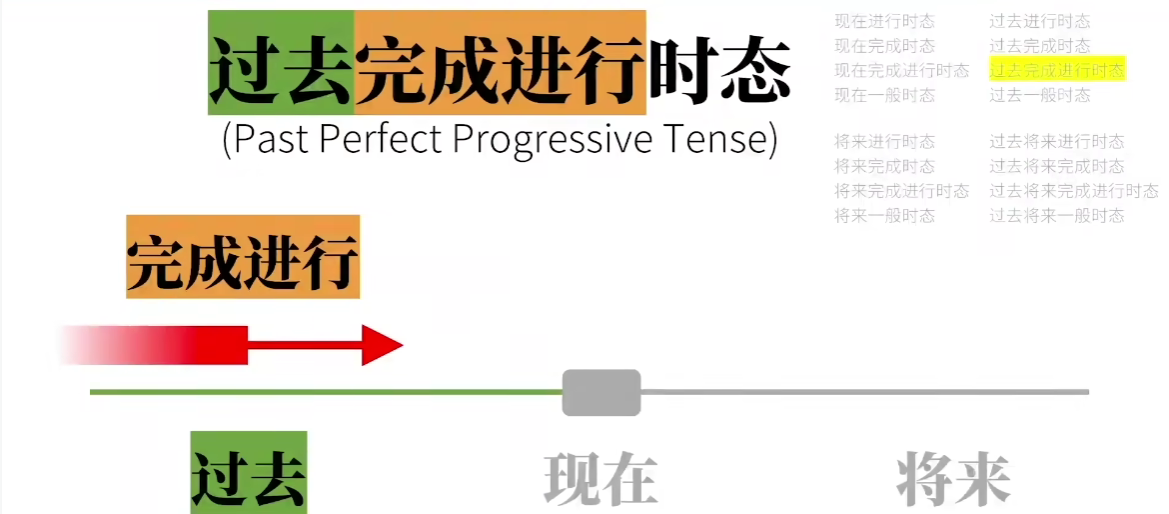 过去完成进行时态
(Past Perfect Progressive Tense)
现在进行时态
现在完成时态
现在完成进行时态
现在一般时态
过去进行时态
过去完成时态
过去完成进行时态
过去一般时态
将来进行时态
将来完成时态
将来完成进行时态
将来一般时态
过去将来进行时态
过去将来完成时态
过去将来完成进行时态
过去将来一般时态
完成进行
过去
现在
将来